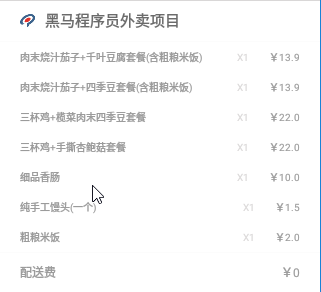 黑马程序员外卖项目
肉末烧汁茄子+千叶豆腐套餐(含粗粮米饭) X1 ￥13.9
肉末烧汁茄子+四季豆套餐(含粗粮米饭) X1 ￥13.9
三杯鸡+榄菜肉末四季豆套餐 X1 ￥22.0
三杯鸡+手撕杏鲍菇套餐 X1 ￥22.0
细品香肠 X1 ￥10.0
纯手工馒头(一个) X1 ￥1.5
粗粮米饭 X1 ￥2.0
配送费 ￥0